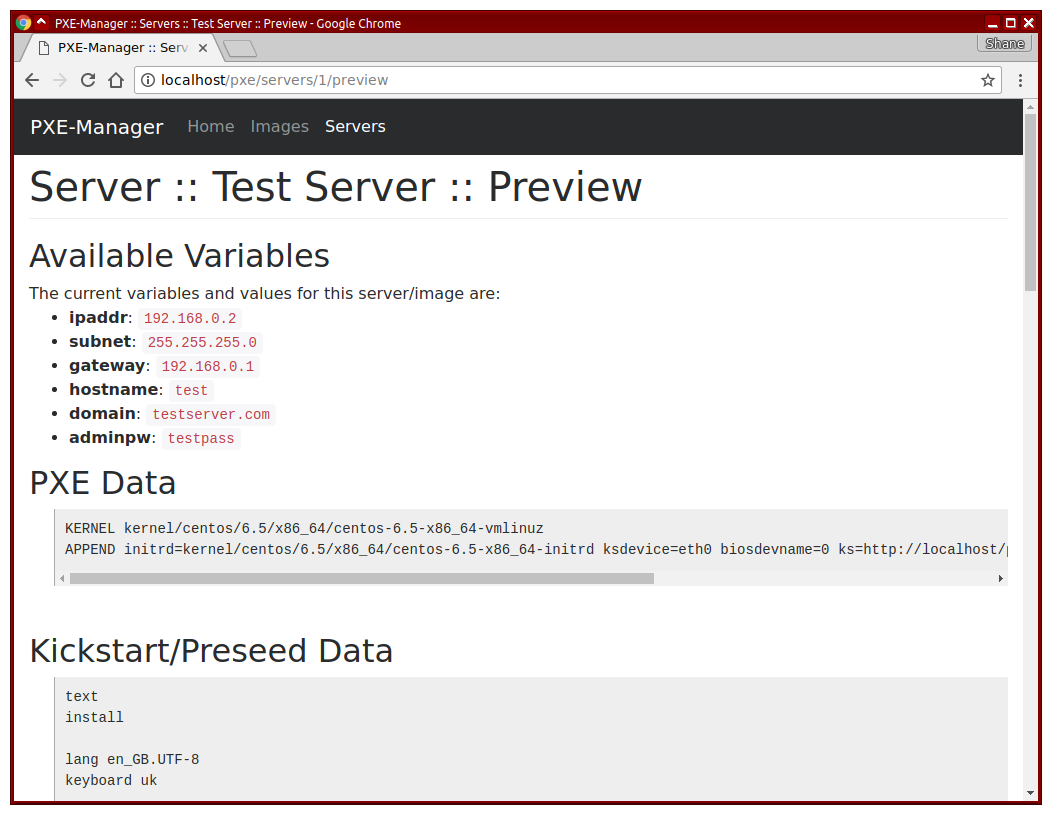 PXE-Manager :: Servers :: Test Server :: Preview - Google Chrome
PXE-Manager :: Serv
Shane
localhost/pxe/servers/1/preview
PXE-Manager Home Images Servers
Server :: Test Server :: Preview
Available Variables
The current variables and values for this server/image are:
• ipaddr: 192.168.0.2
• subnet: 255.255.255.0
• gateway: 192.168.0.1
• hostname: test
• domain: testserver.com
• adminpw: testpass
PXE Data
KERNEL kernel/centos/6.5/x86_64/centos-6.5-x86_64-vmlinuz
APPEND initrd=kernel/centos/6.5/x86_64/centos-6.5-x86_64-initrd ksdevice=eth0 biosdevname=0 ks=http://localhost/
Kickstart/Preseed Data
text
install
lang en_GB.UTF-8
keyboard uk